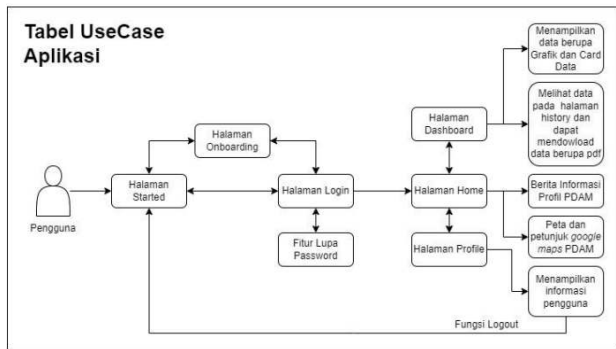 Tabel UseCase
Aplikasi
Menampilkan
data berupa
Grafik dan Card
Data
Halaman
Dashboard
Melihat data
pada halaman
history dan
dapat
mendowload
data berupa pdf
Halaman
Onboarding
Pengguna
Halaman
Started
Halaman Login
Halaman Home
Berita Informasi
Profil PDAM
Fitur Lupa
Password
Halaman Profile
Peta dan
petunjuk google
maps PDAM
Menampilkan
informasi
pengguna
Fungsi Logout